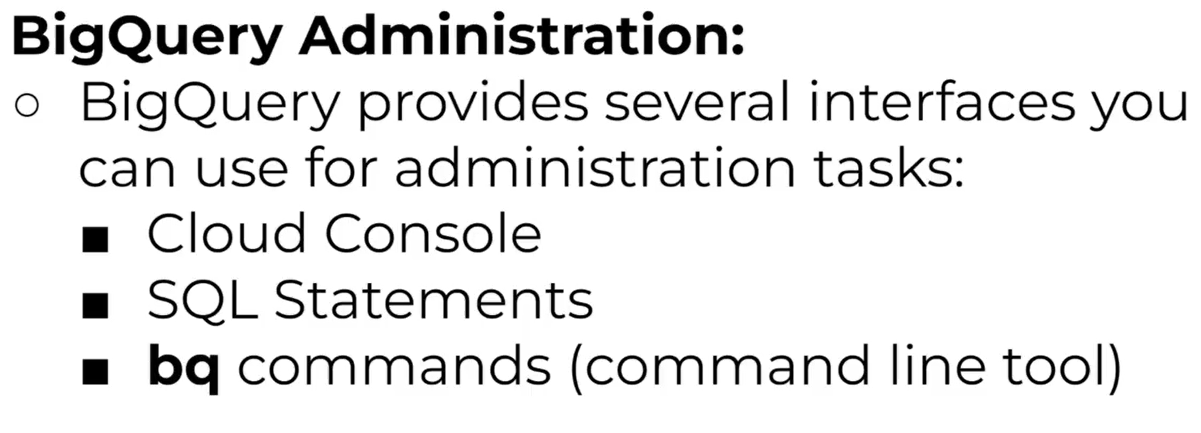 BigQuery Administration:
○ BigQuery provides several interfaces you
can use for administration tasks:
■ Cloud Console
■ SQL Statements
■ bq commands (command line tool)